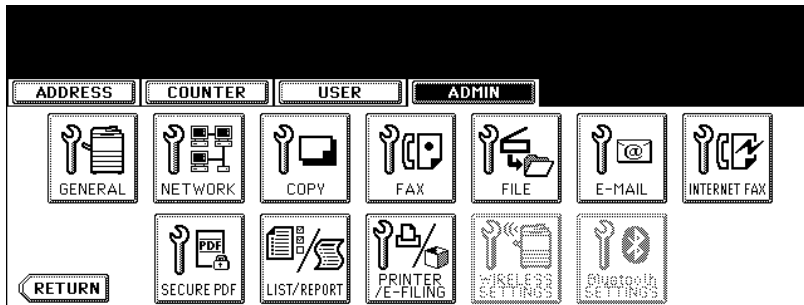 ADDRESS COUNTER USER ADMIN
GENERAL NETWORK COPY FAX FILE E-MAIL INTERNET FAX
PDF
SECURE PDF LIST/REPORT PRINTER /E-FILING WIRELESS SETTINGS Bluetooth SETTINGS
RETURN